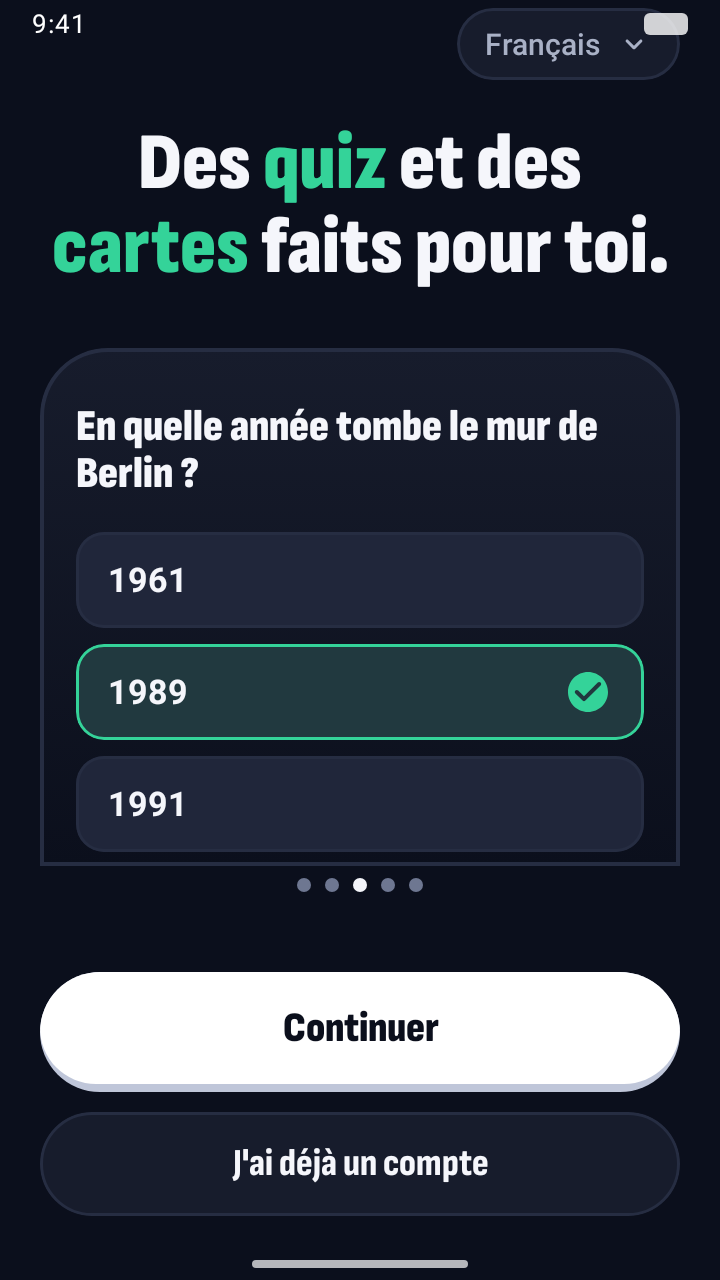 9:41
Français
Des quiz et des
cartes faits pour toi.
En quelle année tombe le mur de
Berlin ?
1961
1989
1991
Continuer
J'ai déjà un compte